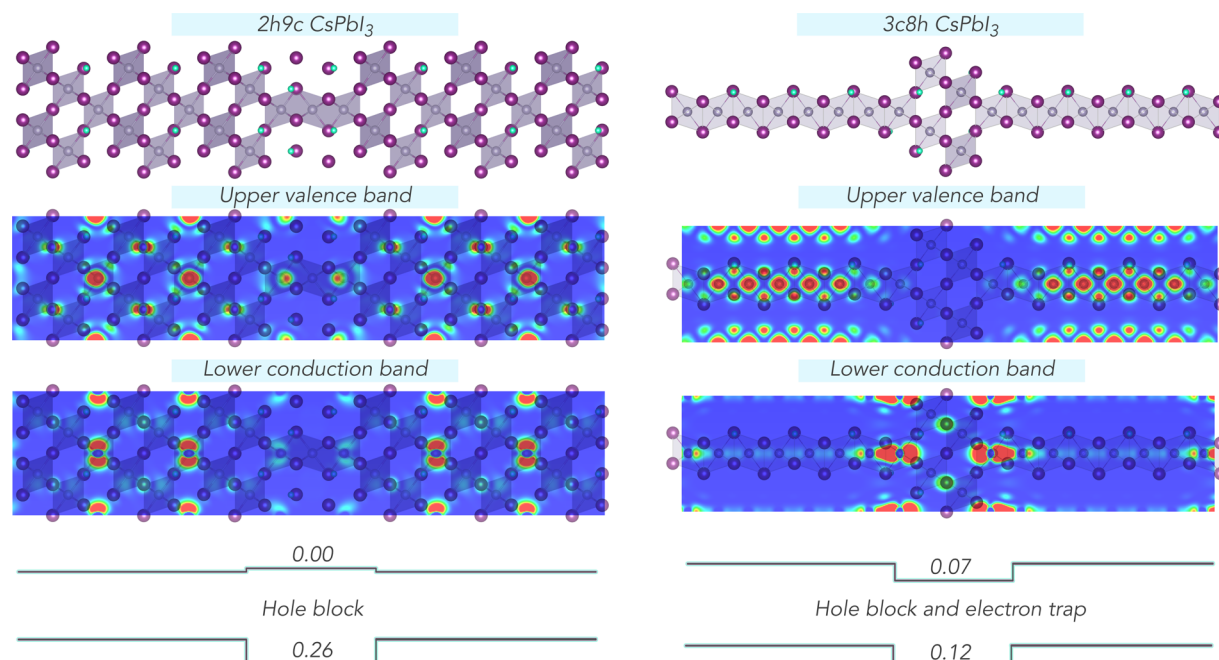 2h9c CsPbI₃
3c8h CsPbI₃
Upper valence band
Upper valence band
Lower conduction band
Lower conduction band
0.00
0.07
Hole block
Hole block and electron trap
0.26
0.12